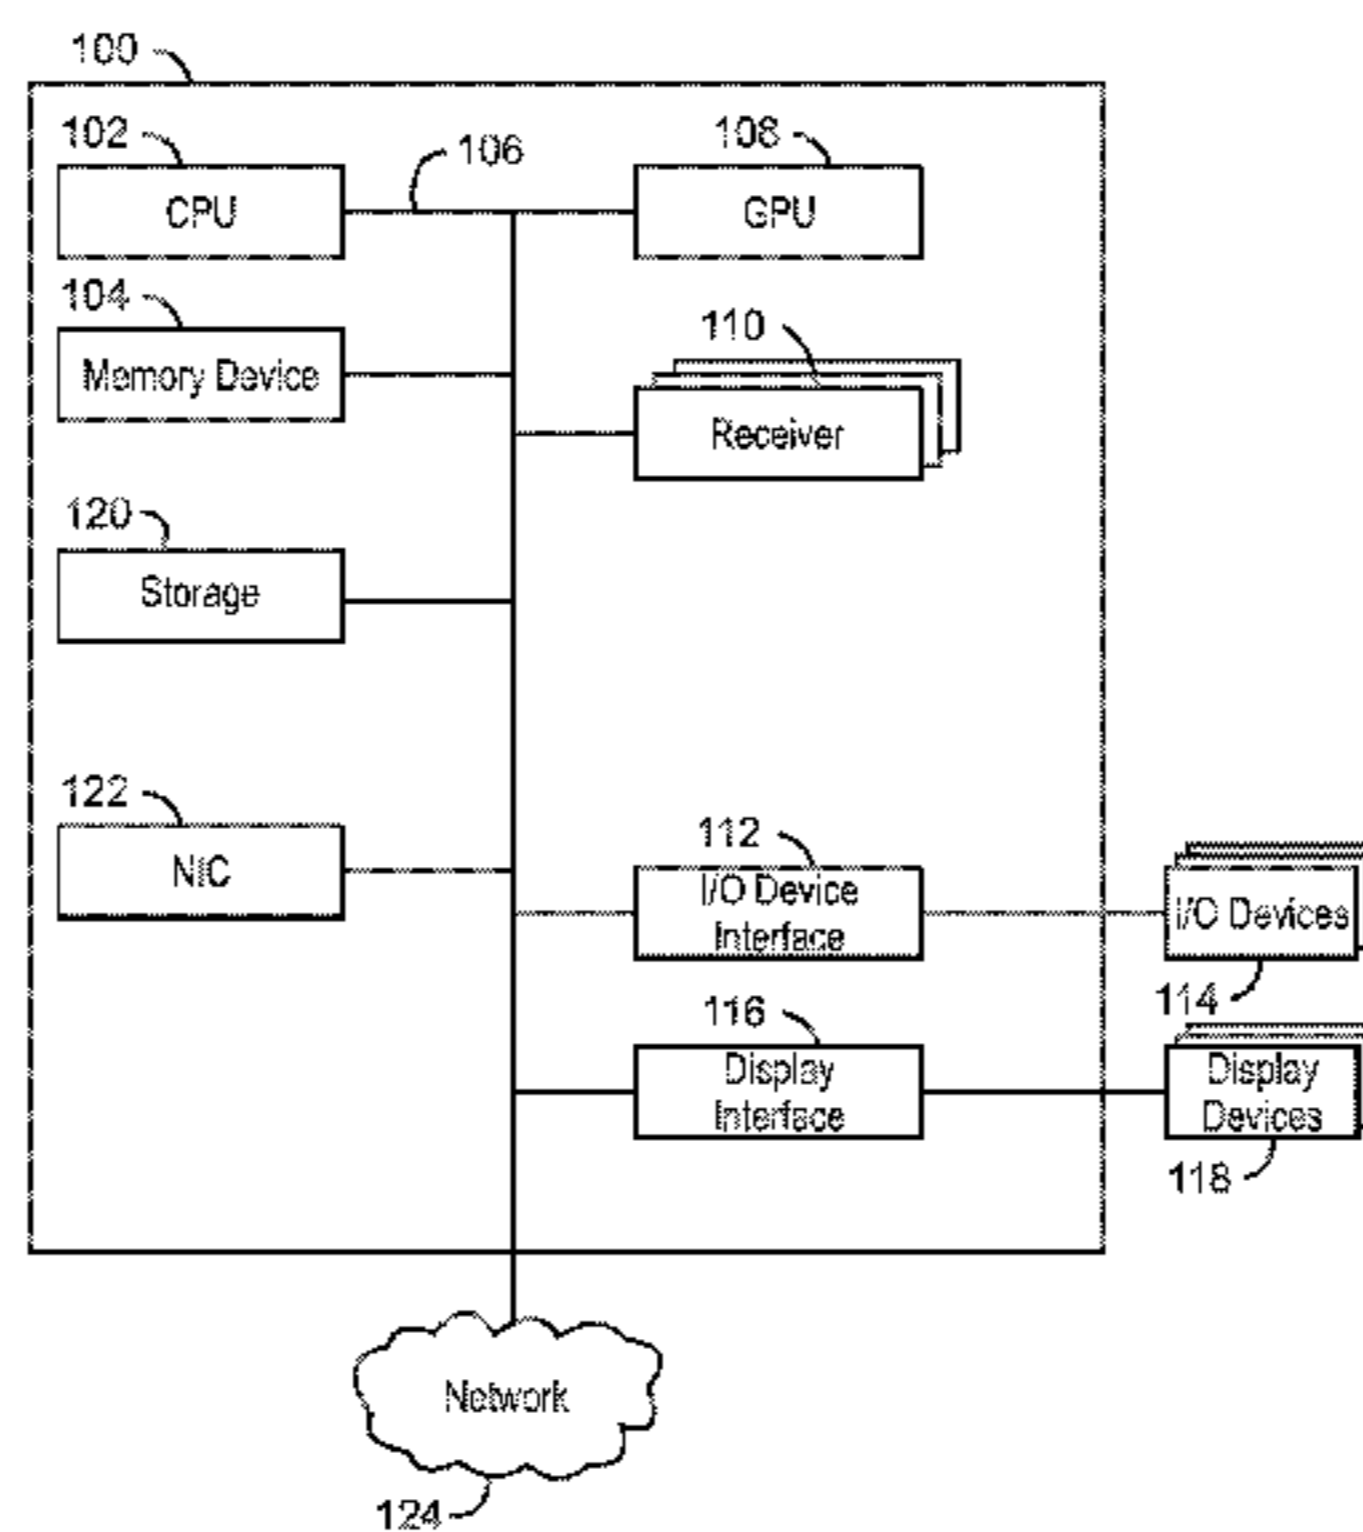 100
102
106
108
CPU
GPU
104
110
Memory Device
Receiver
120
Storage
122
112
NIC
I/O Device
Interface
I/O Devices
114
116
Display
Interface
Display
Devices
118
Network
124